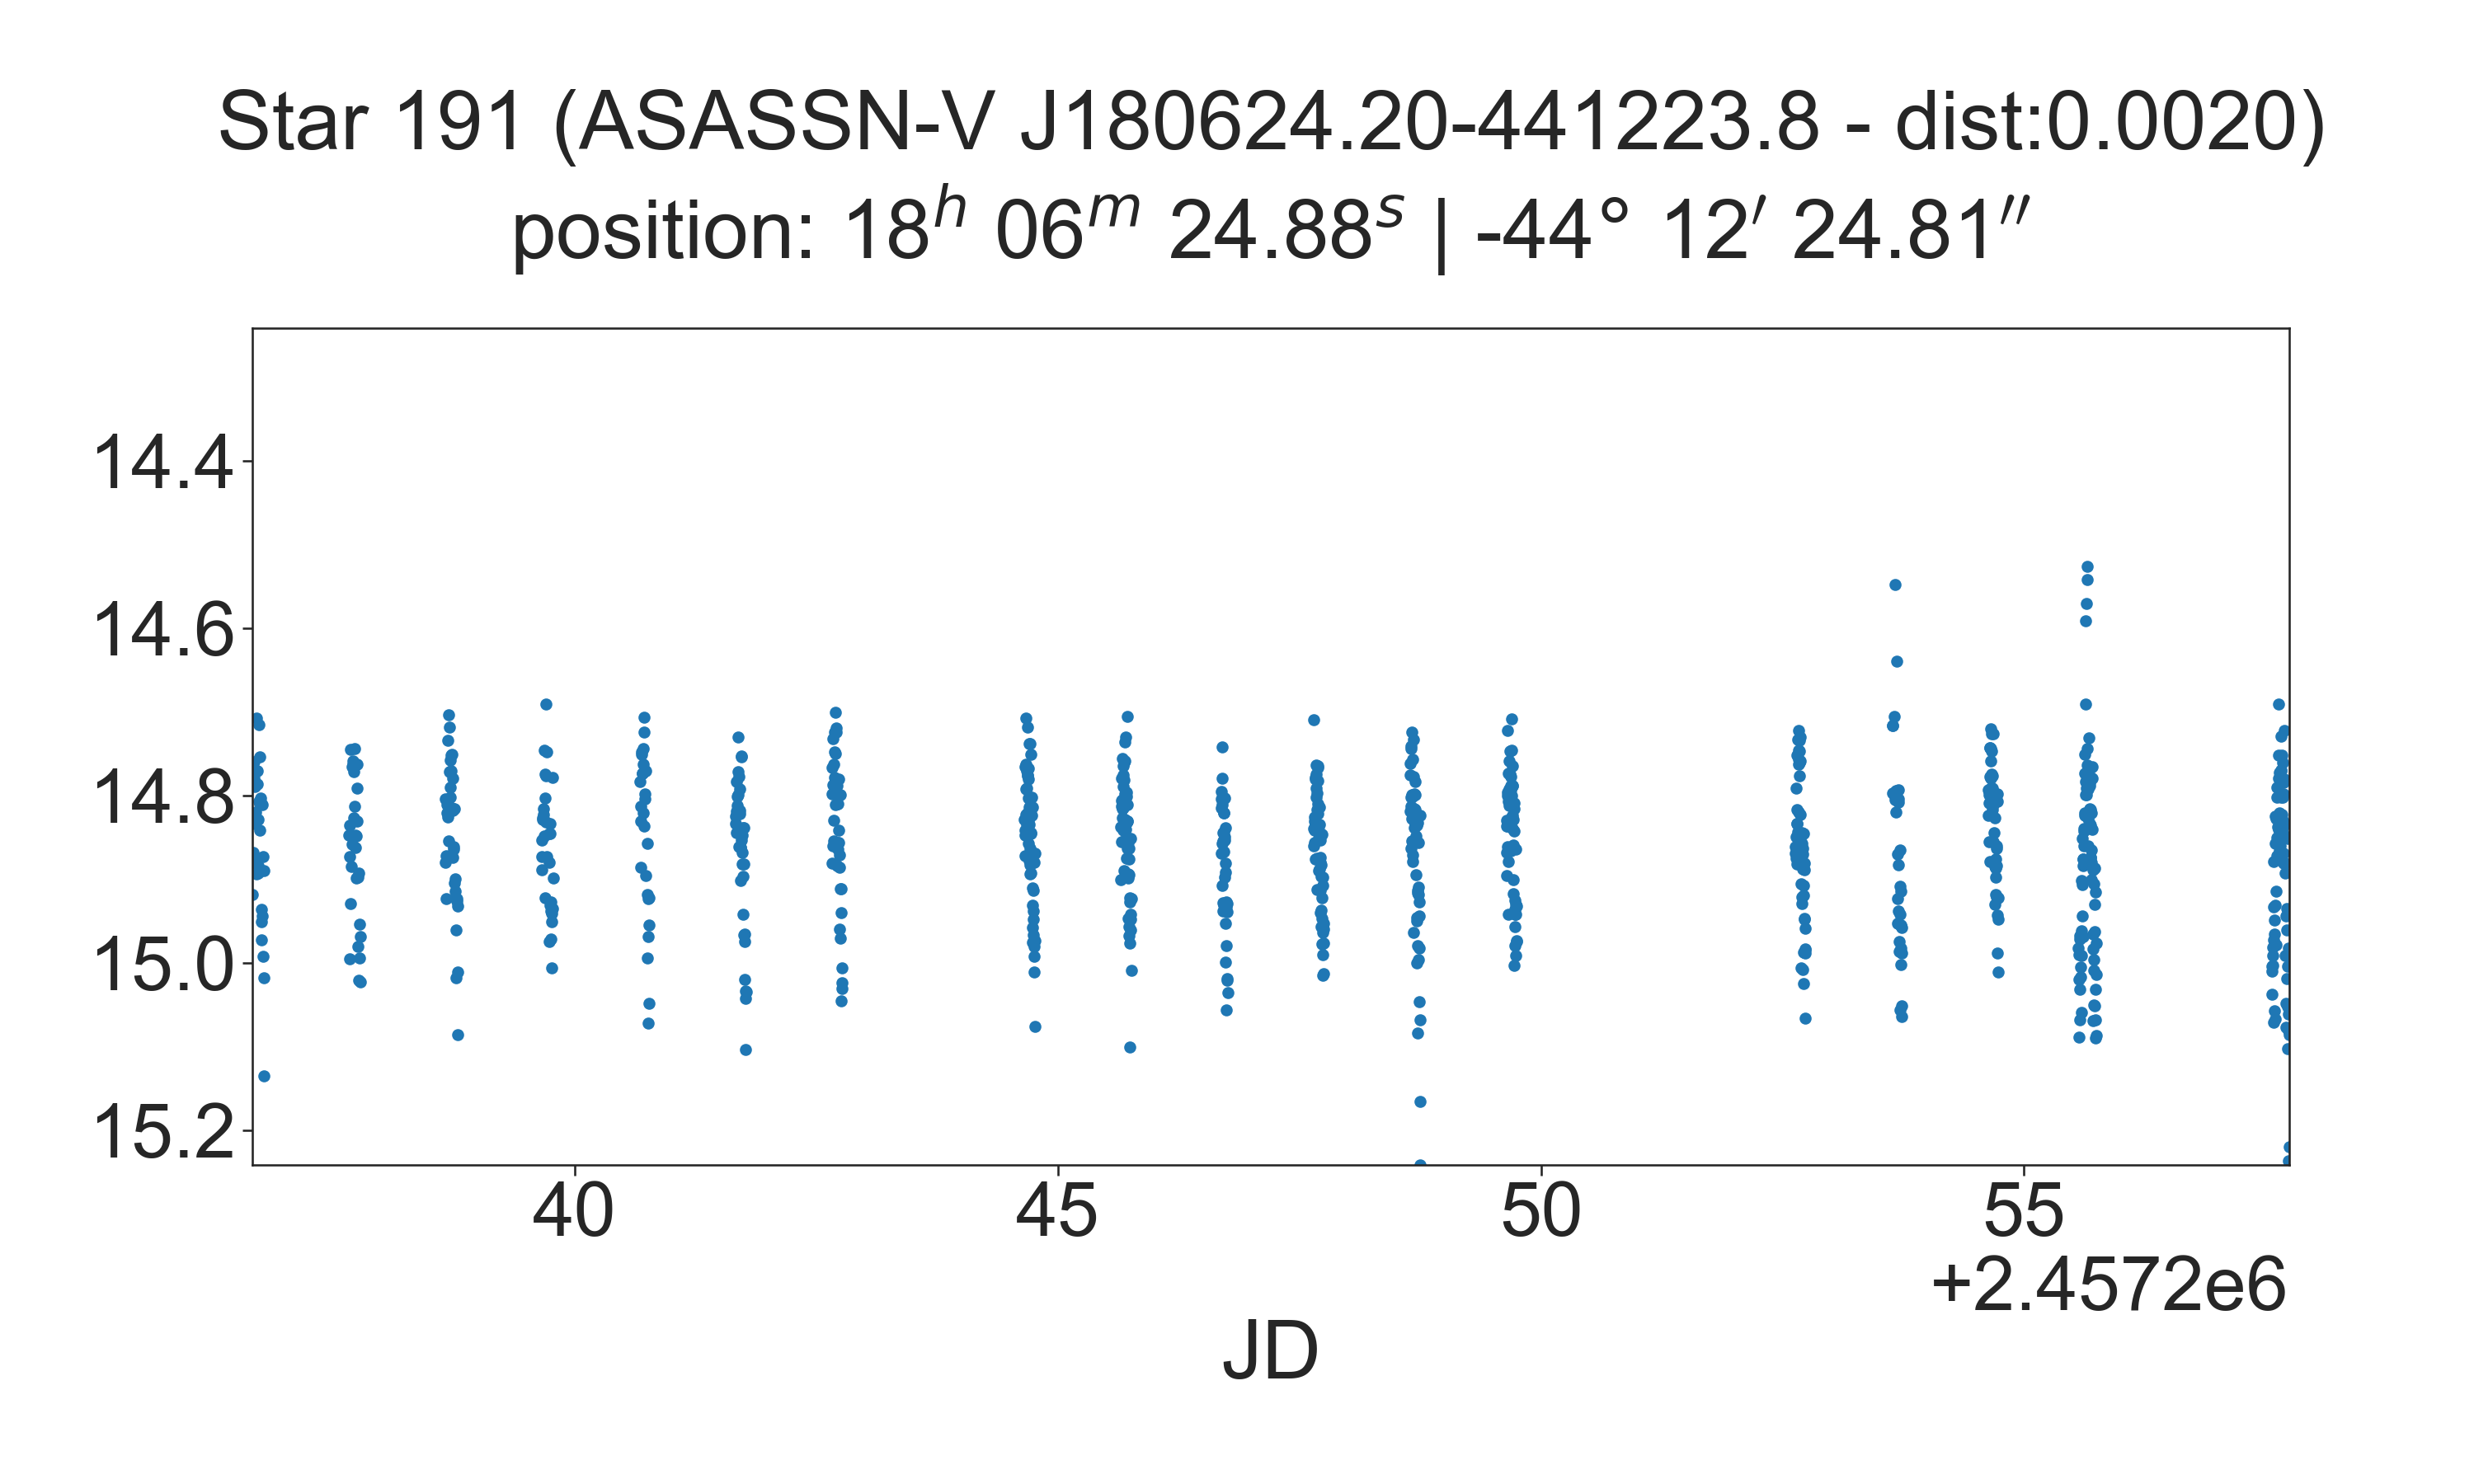 Star 191 (ASASSN-V J180624.20-441223.8 - dist:0.0020)
position: 18h 06m 24.88s | -44° 12′ 24.81″
14.4
14.6
14.8
15.0
15.2
40 45 50 55
+2.4572e6
JD